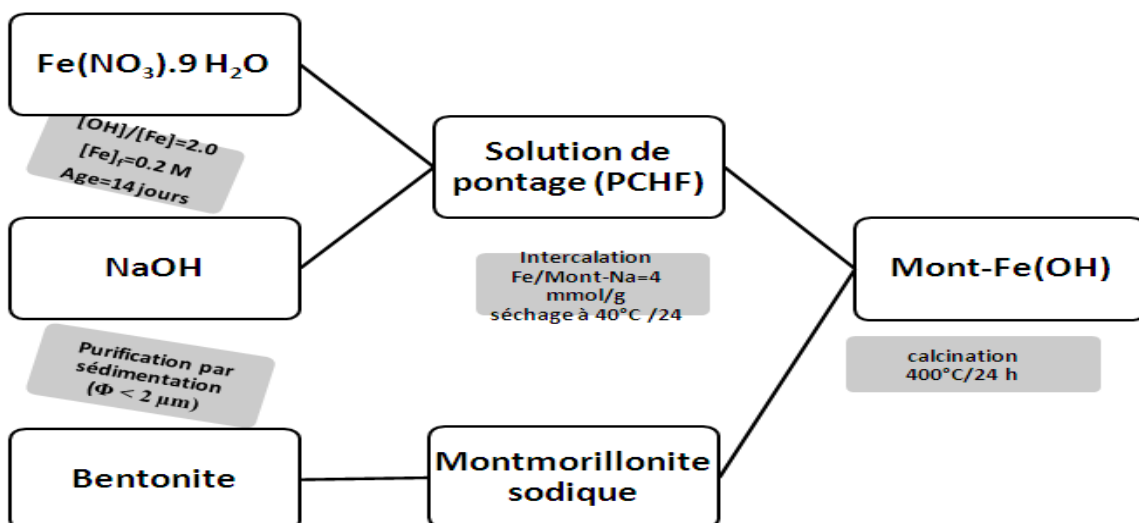 Fe(NO₃).9 H₂O
[OH]/[Fe]=2.0
[Fe]f=0.2 M
Age=14 jours
NaOH
Purification par
sédimentation
(Φ < 2 μm)
Bentonite
Solution de
pontage (PCHF)
Intercalation
Fe/Mont-Na=4
mmol/g
séchage à 40°C /24
Montmorillonite
sodique
Mont-Fe(OH)
calcination
400°C/24 h